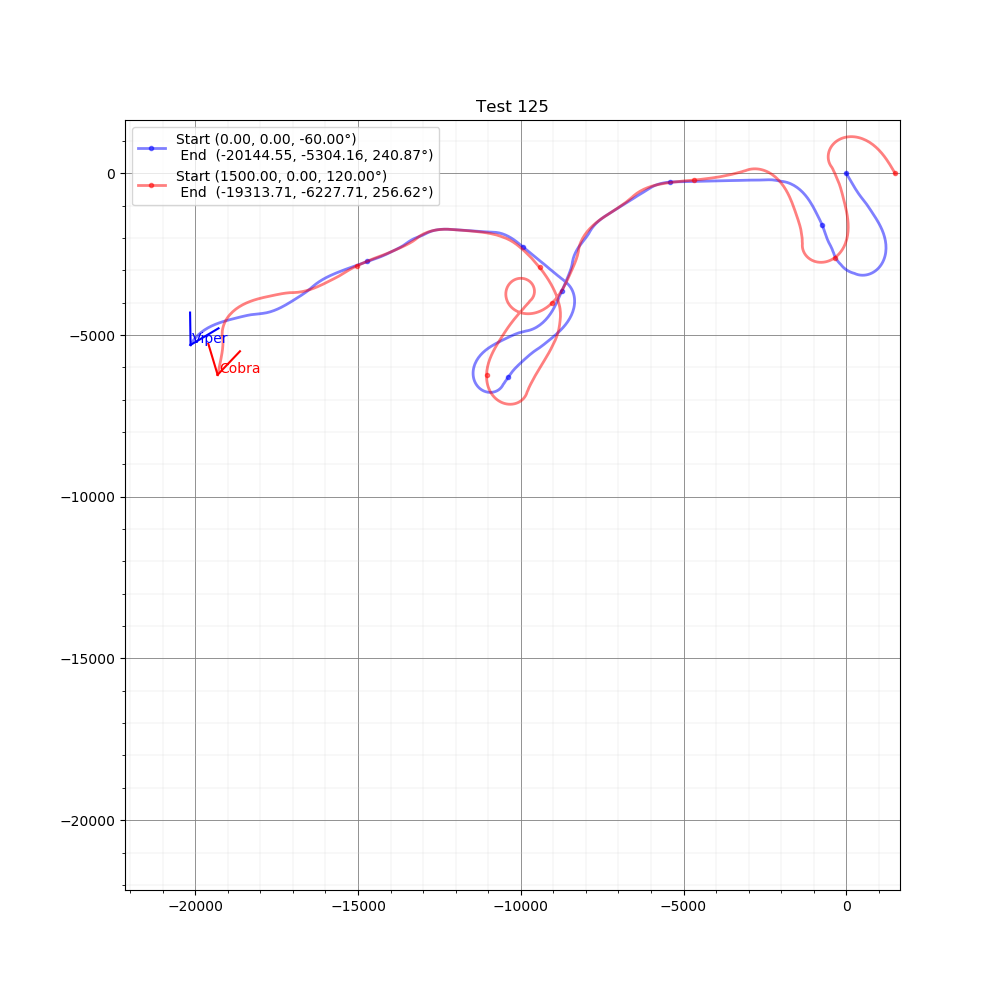 Test 125
Start (0.00, 0.00, -60.00°)
End (-20144.55, -5304.16, 240.87°)
Start (1500.00, 0.00, 120.00°)
End (-19313.71, -6227.71, 256.62°)
0
−5000
−10000
−15000
−20000
Viper
Cobra
−20000
−15000
−10000
−5000
0